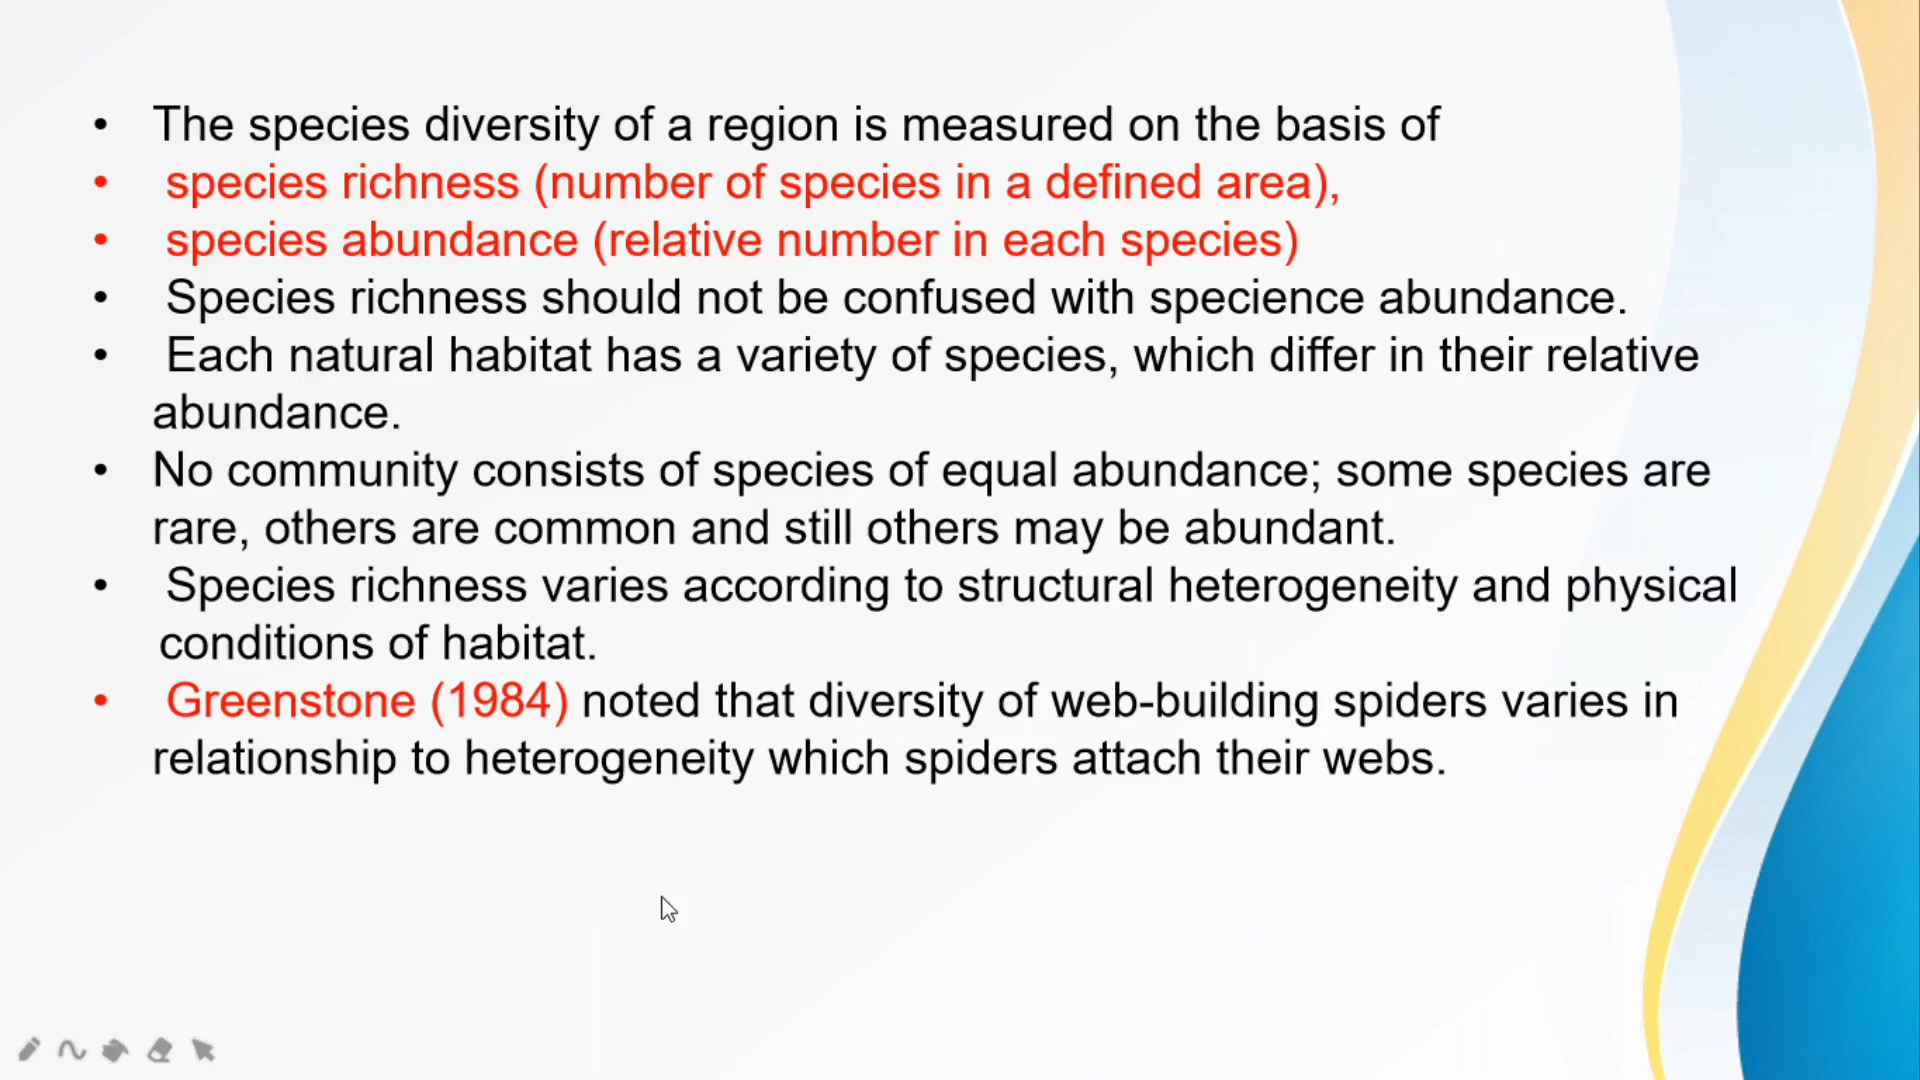 • The species diversity of a region is measured on the basis of
• species richness (number of species in a defined area),
• species abundance (relative number in each species)
• Species richness should not be confused with specience abundance.
• Each natural habitat has a variety of species, which differ in their relative
abundance.
• No community consists of species of equal abundance; some species are
rare, others are common and still others may be abundant.
• Species richness varies according to structural heterogeneity and physical
conditions of habitat.
• Greenstone (1984) noted that diversity of web-building spiders varies in
relationship to heterogeneity which spiders attach their webs.